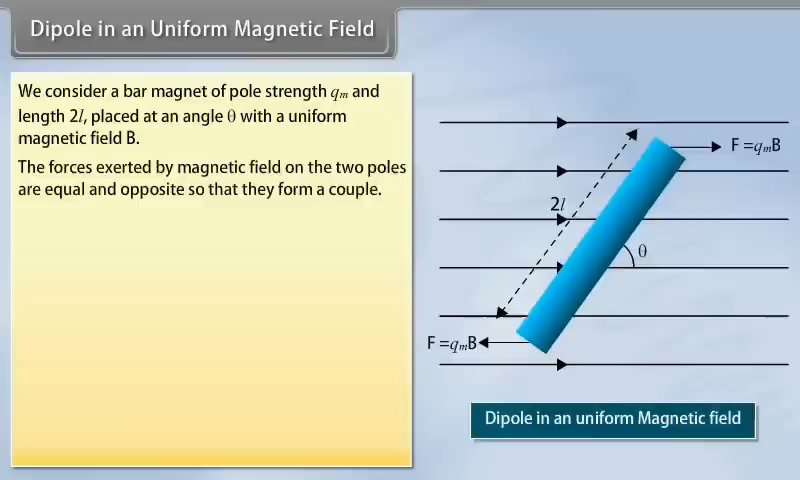 Dipole in an Uniform Magnetic Field
We consider a bar magnet of pole strength qm and
length 2l, placed at an angle θ with a uniform
magnetic field B.
The forces exerted by magnetic field on the two poles
are equal and opposite so that they form a couple.
F =qmB
2l
θ
F =qmB
Dipole in an uniform Magnetic field